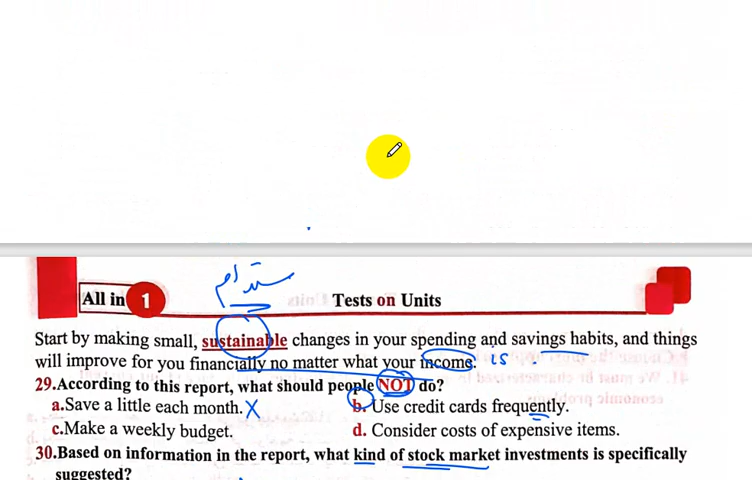 مستدام
All in 1 Tests on Units
Start by making small, sustainable changes in your spending and savings habits, and things
will improve for you financially no matter what your income. is .
29.According to this report, what should people NOT do?
a.Save a little each month. X b. Use credit cards frequently.
c.Make a weekly budget. d. Consider costs of expensive items.
30.Based on information in the report, what kind of stock market investments is specifically
suggested?